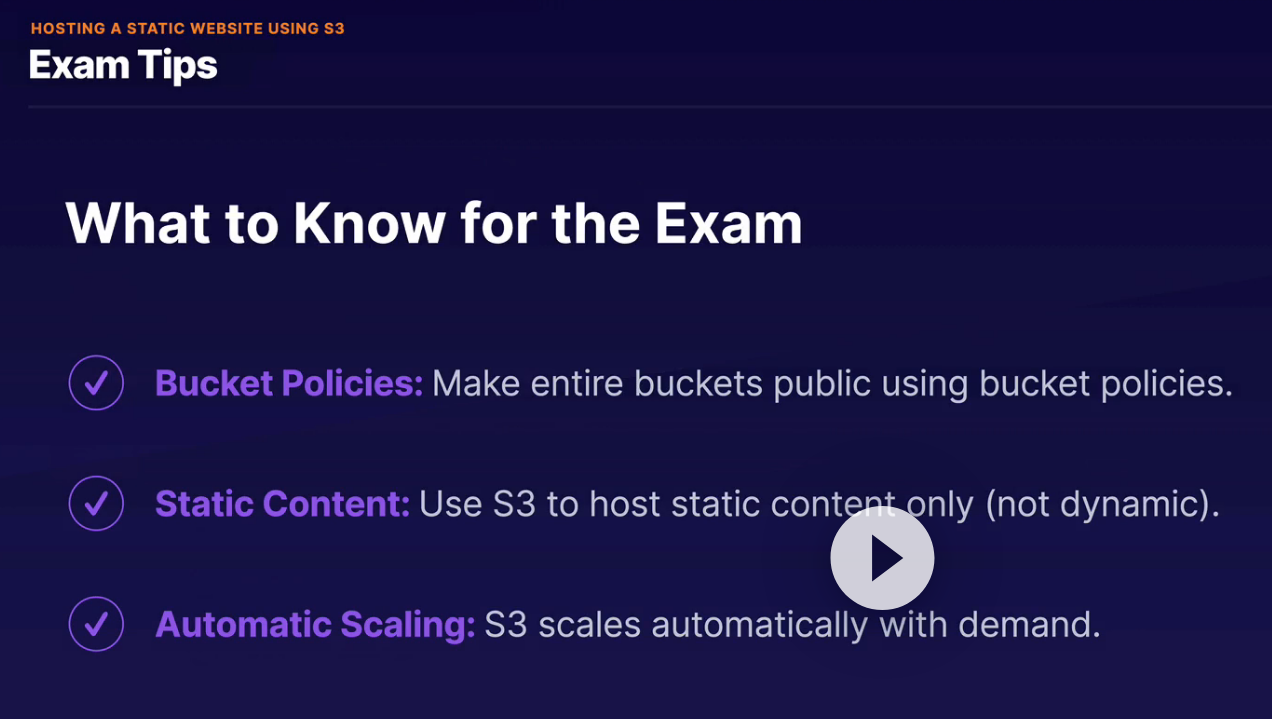 HOSTING A STATIC WEBSITE USING S3
Exam Tips
What to Know for the Exam
Bucket Policies: Make entire buckets public using bucket policies.
Static Content: Use S3 to host static content only (not dynamic).
Automatic Scaling: S3 scales automatically with demand.